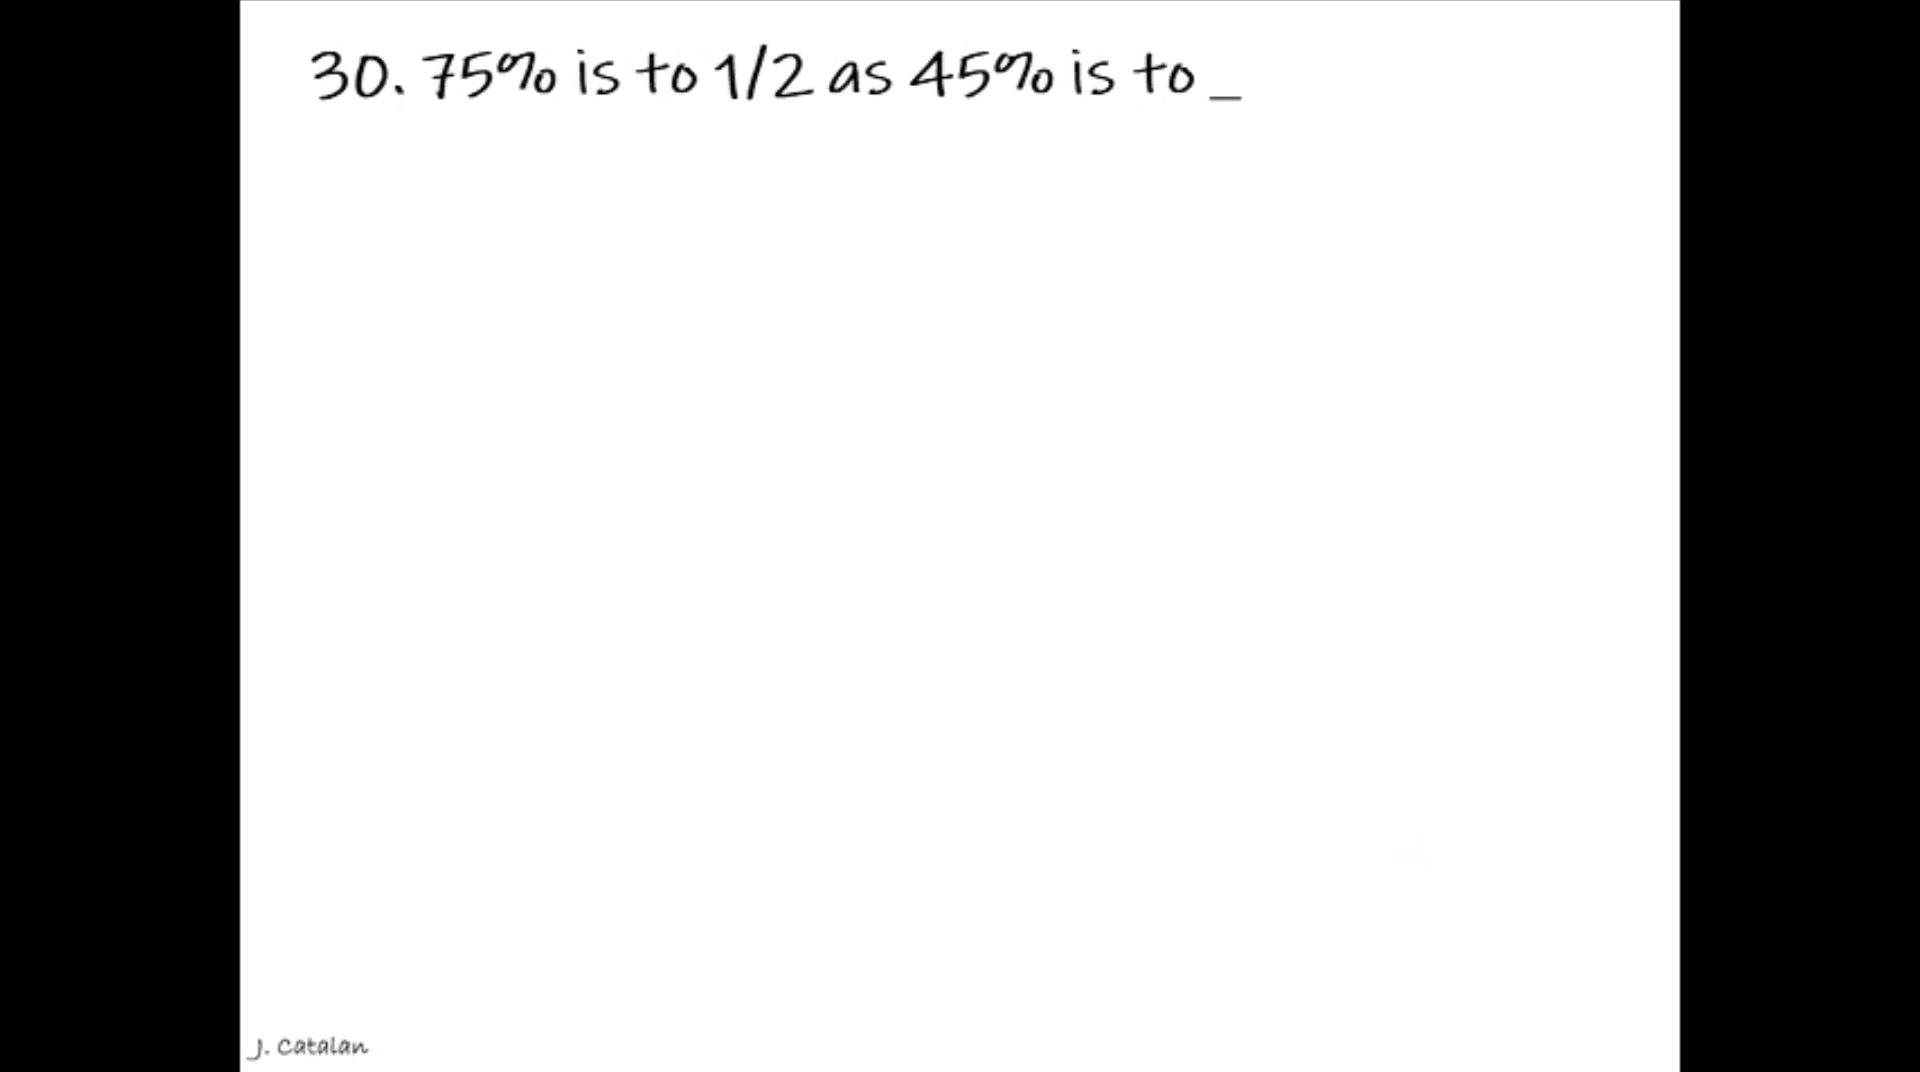 30. 75% is to 1/2 as 45% is to _
J. Catalan